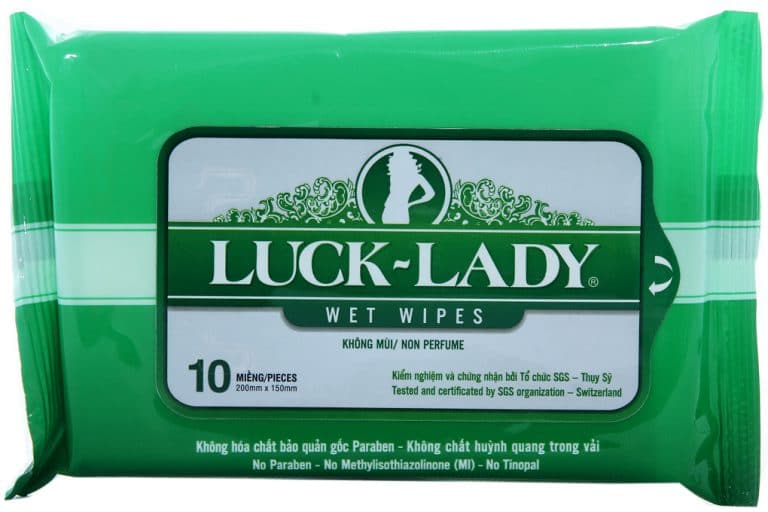 LUCK~LADY®
WET WIPES
KHÔNG MÙI/ NON PERFUME
10 MIẾNG/PIECES
200mm x 150mm
Kiểm nghiệm và chứng nhận bởi Tổ chức SGS – Thụy Sỹ
Tested and certificated by SGS organization – Switzerland
Không hóa chất bảo quản gốc Paraben - Không chất huỳnh quang trong vải
No Paraben - No Methylisothiazolinone (MI) - No Tinopal